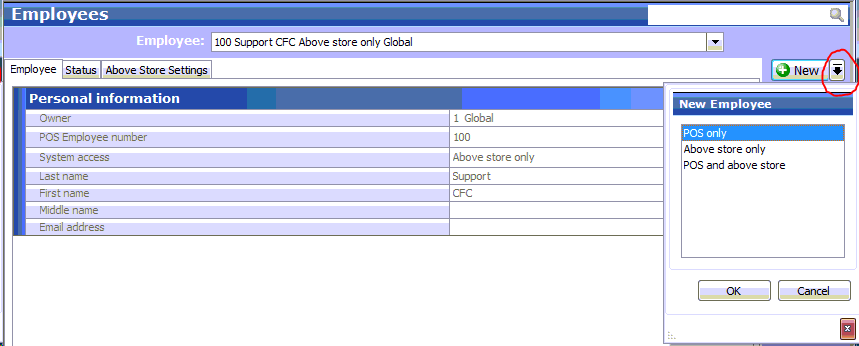 Employees
Employee: 100 Support CFC Above store only Global
Employee Status Above Store Settings New
Personal information
Owner 1 Global
POS Employee number 100
System access Above store only
Last name Support
First name CFC
Middle name
Email address
New Employee
POS only
Above store only
POS and above store
OK Cancel